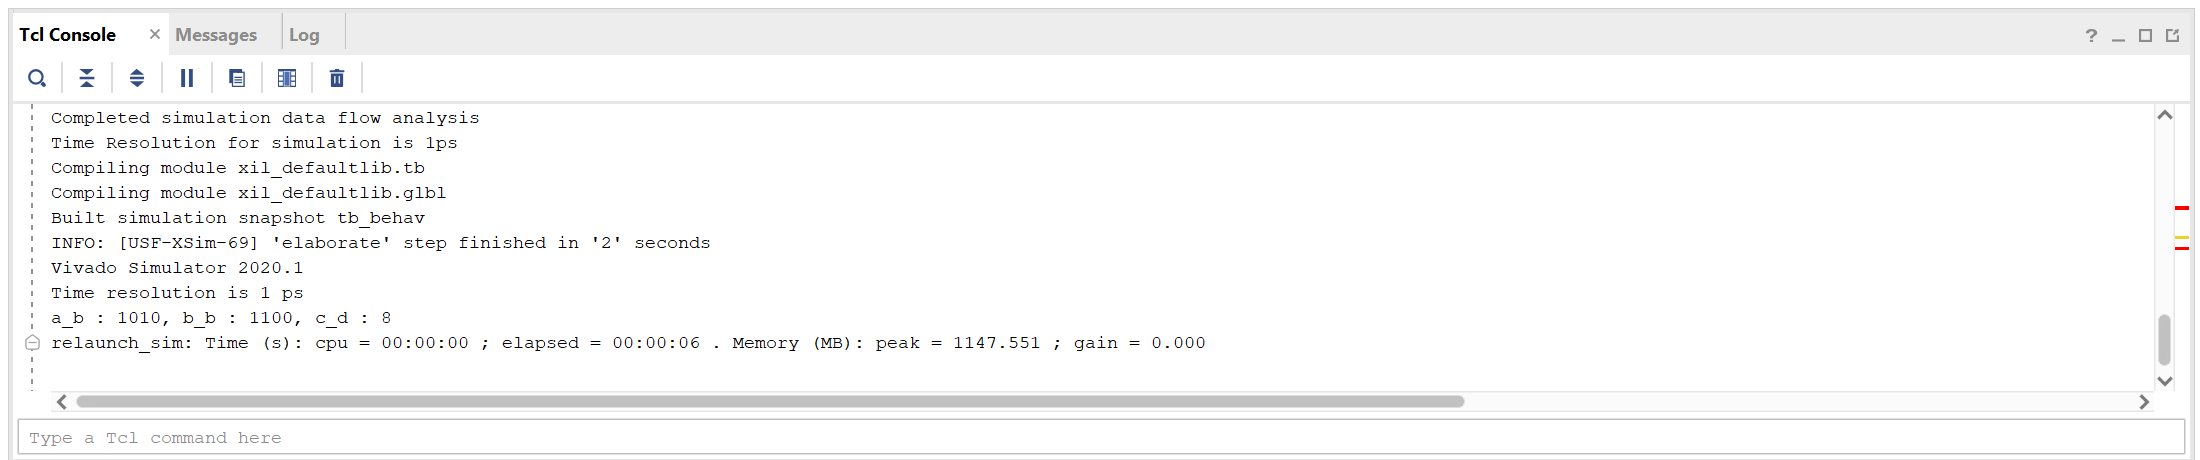 Tcl Console × Messages Log ?
Completed simulation data flow analysis
Time Resolution for simulation is 1ps
Compiling module xil_defaultlib.tb
Compiling module xil_defaultlib.glbl
Built simulation snapshot tb_behav
INFO: [USF-XSim-69] 'elaborate' step finished in '2' seconds
Vivado Simulator 2020.1
Time resolution is 1 ps
a_b : 1010, b_b : 1100, c_d : 8
relaunch_sim: Time (s): cpu = 00:00:00 ; elapsed = 00:00:06 . Memory (MB): peak = 1147.551 ; gain = 0.000
Type a Tcl command here